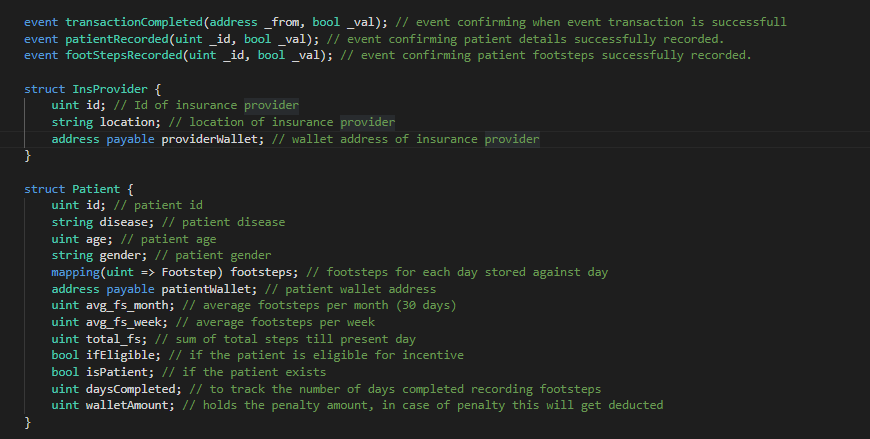 event transactionCompleted(address _from, bool _val); // event confirming when event transaction is successfull
event patientRecorded(uint _id, bool _val); // event confirming patient details successfully recorded.
event footStepsRecorded(uint _id, bool _val); // event confirming patient footsteps successfully recorded.
struct InsProvider {
uint id; // Id of insurance provider
string location; // location of insurance provider
address payable providerWallet; // wallet address of insurance provider
}
struct Patient {
uint id; // patient id
string disease; // patient disease
uint age; // patient age
string gender; // patient gender
mapping(uint => Footstep) footsteps; // footsteps for each day stored against day
address payable patientWallet; // patient wallet address
uint avg_fs_month; // average footsteps per month (30 days)
uint avg_fs_week; // average footsteps per week
uint total_fs; // sum of total steps till present day
bool ifEligible; // if the patient is eligible for incentive
bool isPatient; // if the patient exists
uint daysCompleted; // to track the number of days completed recording footsteps
uint walletAmount; // holds the penalty amount, in case of penalty this will get deducted
}